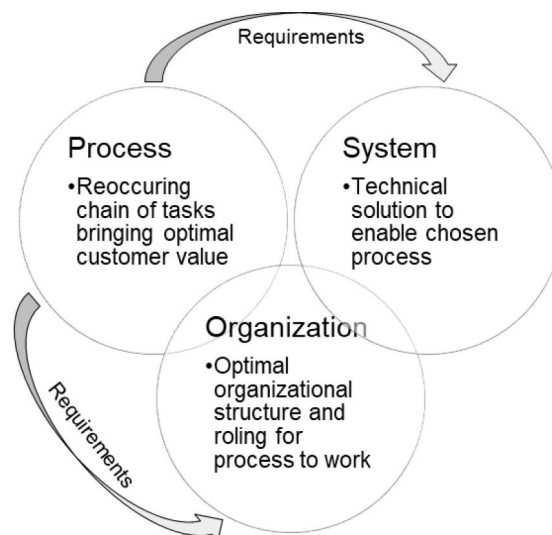 Requirements
Process
•Reoccuring
chain of tasks
bringing optimal
customer value
System
•Technical
solution to
enable chosen
process
Organization
•Optimal
organizational
structure and
roling for
process to work
Requirements